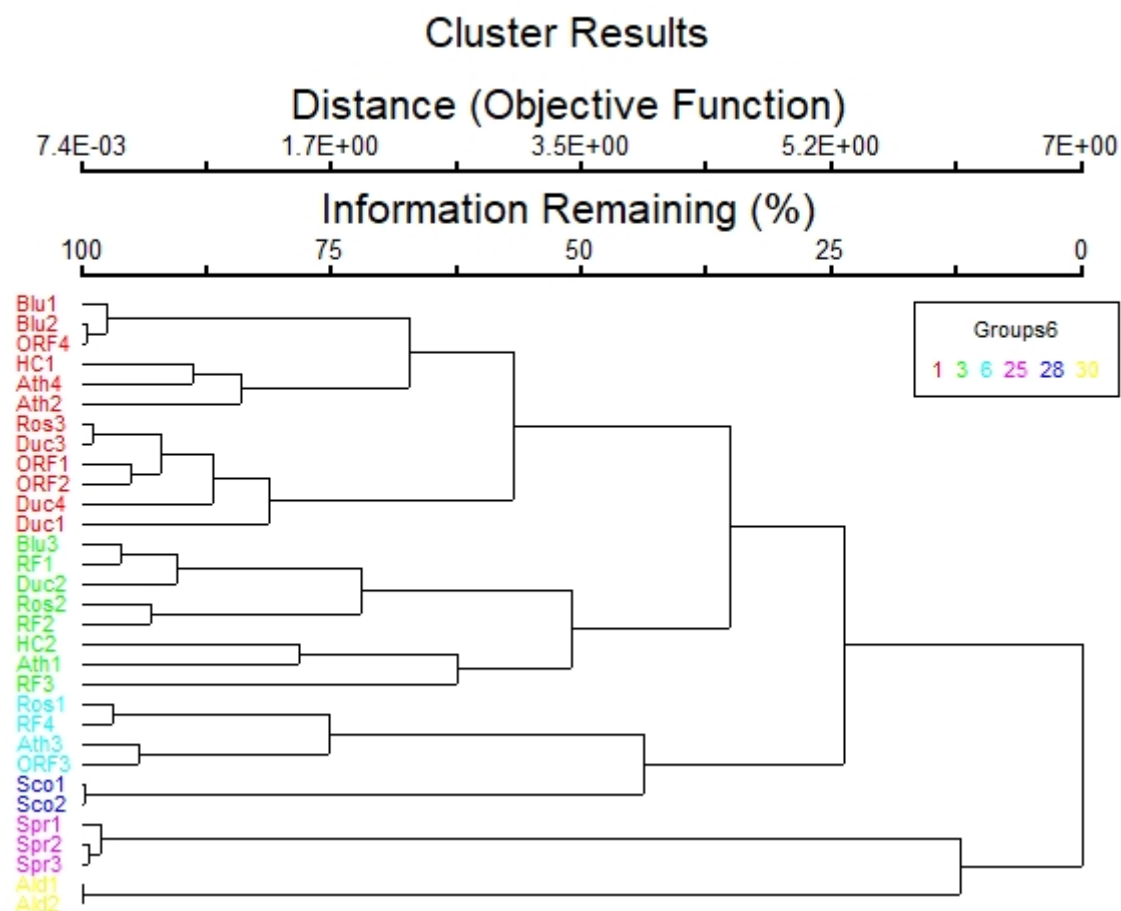 Cluster Results
Distance (Objective Function)
7.4E-03 1.7E+00 3.5E+00 5.2E+00 7E+00
Information Remaining (%)
100 75 50 25 0
Blu1
Blu2
ORF4
HC1
Ath4
Ath2
Ros3
Duc3
ORF1
ORF2
Duc4
Duc1
Blu3
RF1
Duc2
Ros2
RF2
HC2
Ath1
RF3
Ros1
RF4
Ath3
ORF3
Sco1
Sco2
Spr1
Spr2
Spr3
Ald1
Ald2
Groups6
1 3 6 25 28 30